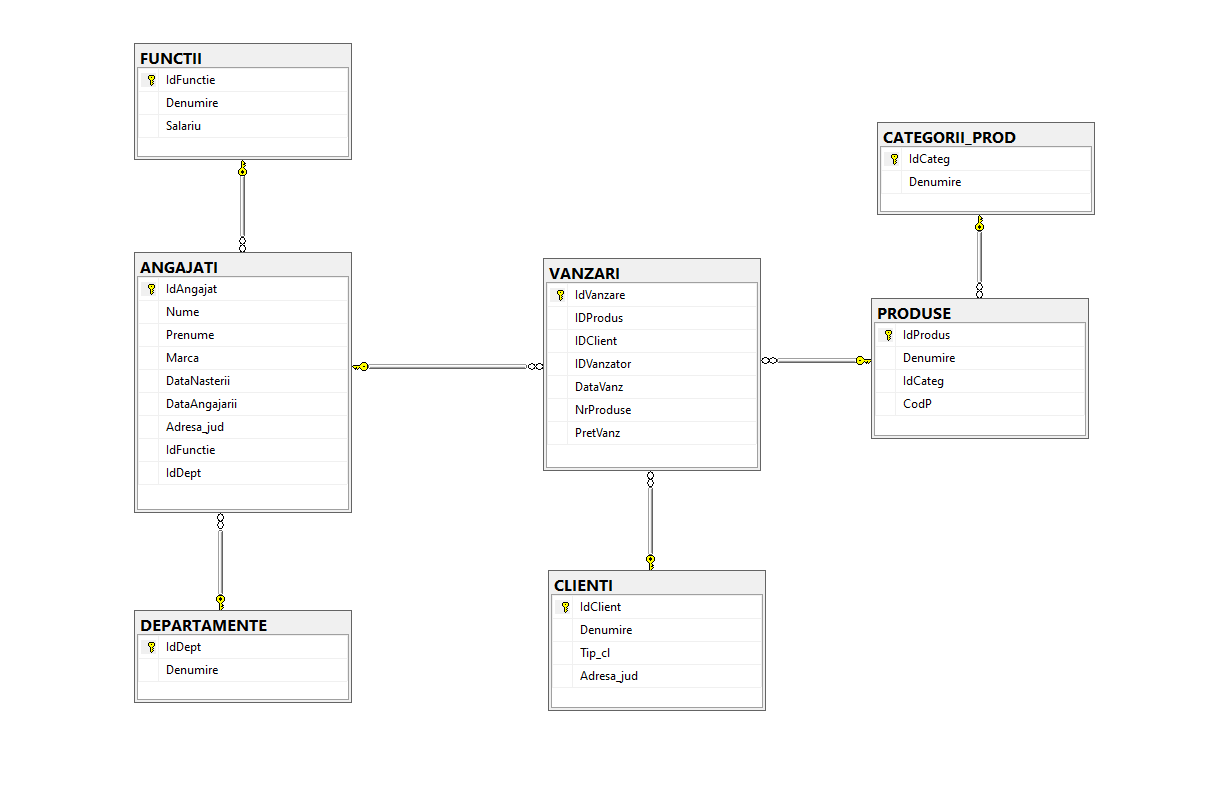 FUNCTII
IdFunctie
Denumire
Salariu
CATEGORII_PROD
IdCateg
Denumire
ANGAJATI
IdAngajat
Nume
Prenume
Marca
DataNasterii
DataAngajarii
Adresa_jud
IdFunctie
IdDept
VANZARI
IdVanzare
IDProdus
IDClient
IDVanzator
DataVanz
NrProduse
PretVanz
PRODUSE
IdProdus
Denumire
IdCateg
CodP
DEPARTAMENTE
IdDept
Denumire
CLIENTI
IdClient
Denumire
Tip_cl
Adresa_jud